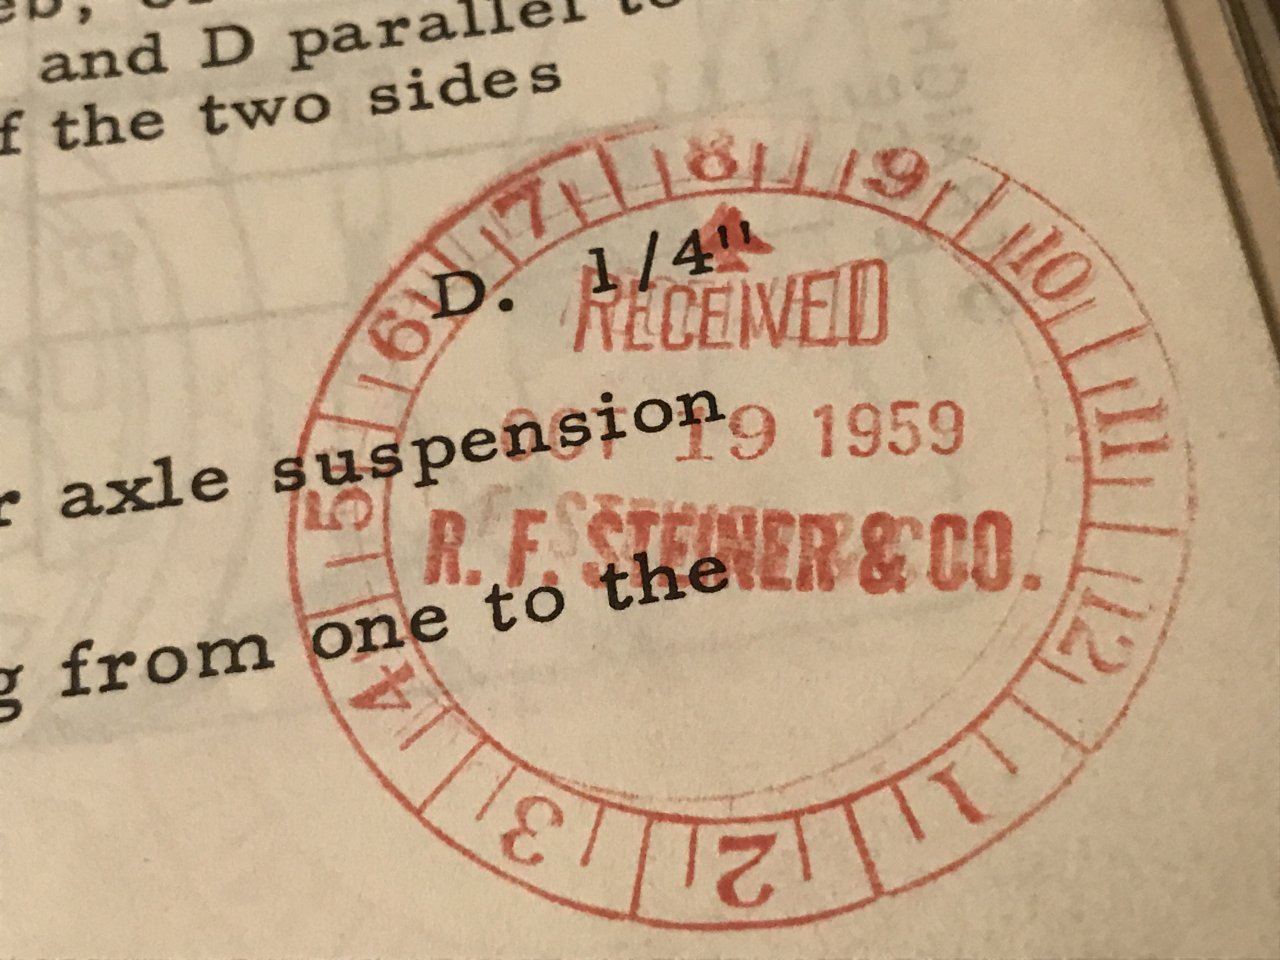 and D parallel to
f the two sides
D. 1/4"
r axle suspension
g from one to the
RECEIVED
OCT 19 1959
R. F. STEINER & CO.
7 8 9 10 11 12 1 2 3 4 5 6